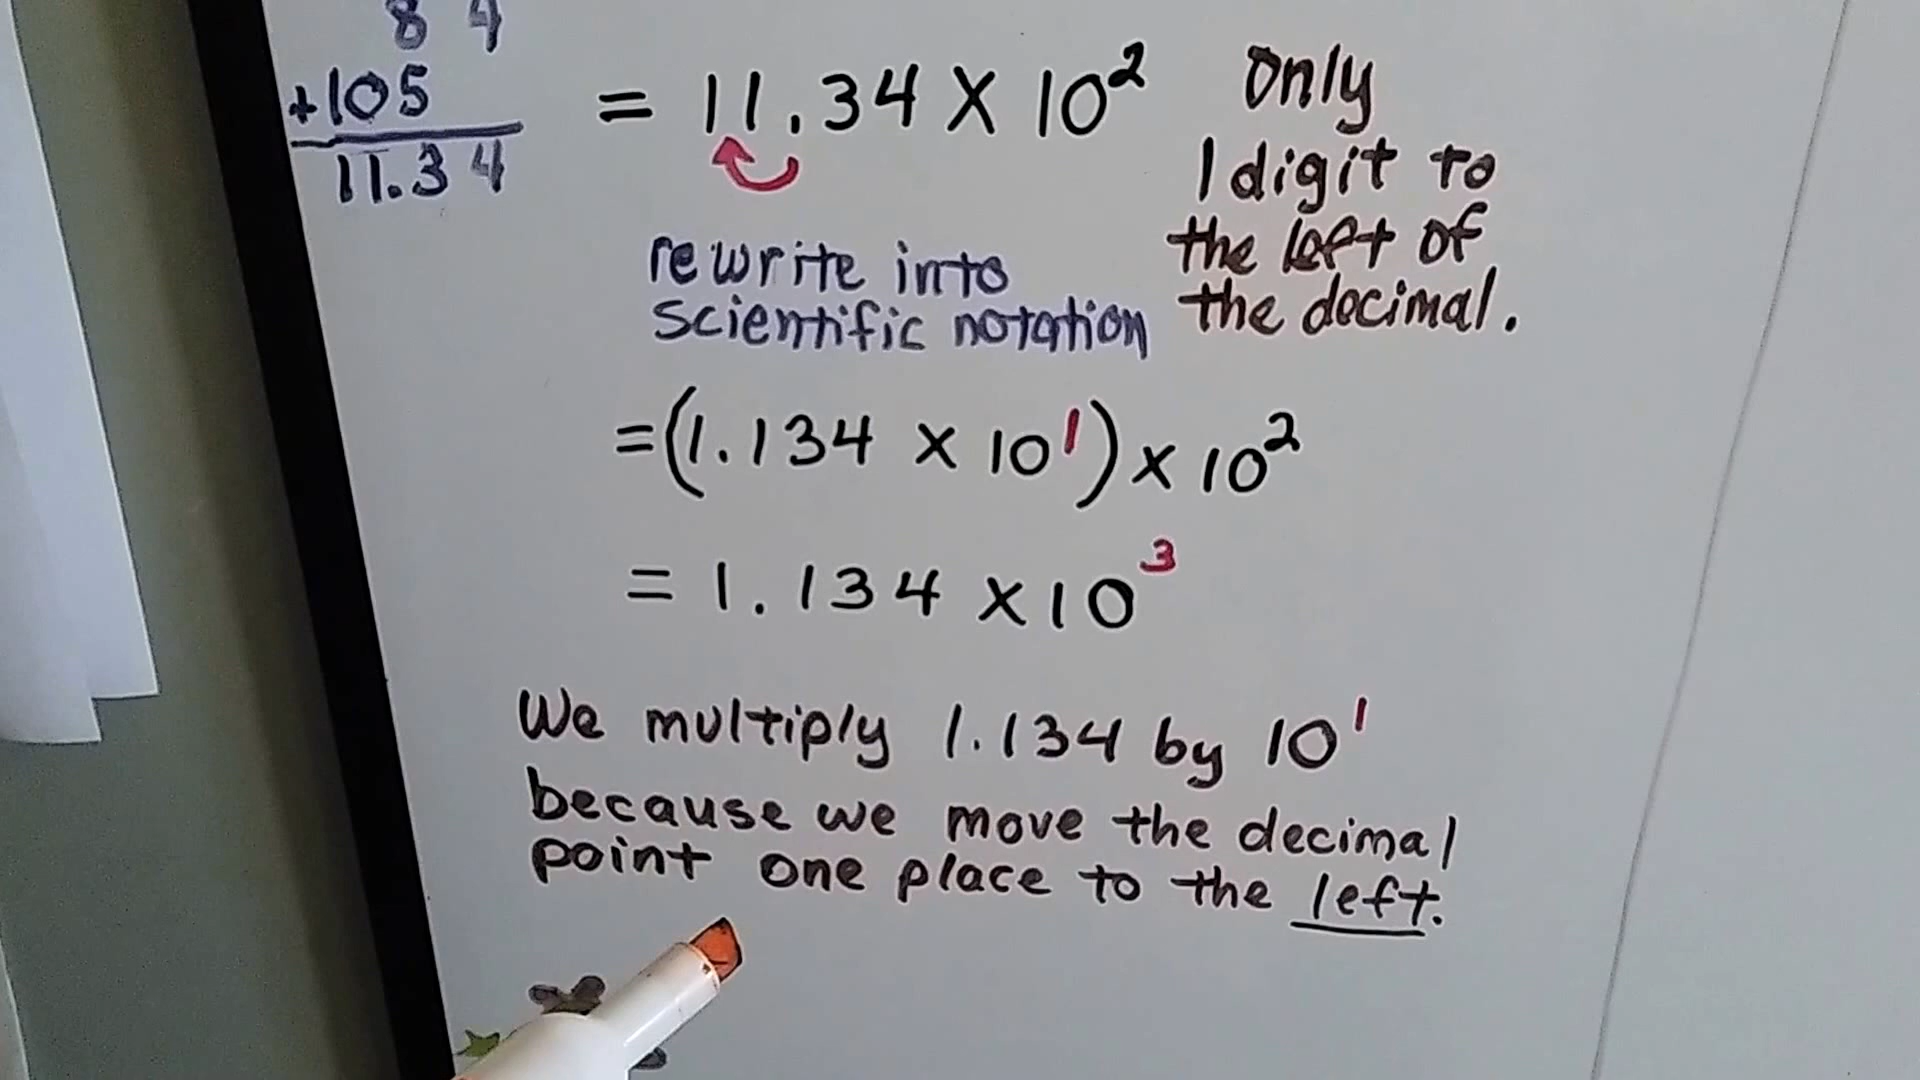 8 4
+105
11.34
= 11.34 X 10²
only
1 digit to
the left of
the decimal.
rewrite into
scientific notation
=(1.134 x 10¹) x 10²
= 1.134 x 10³
We multiply 1.134 by 10¹
because we move the decimal
point one place to the left.